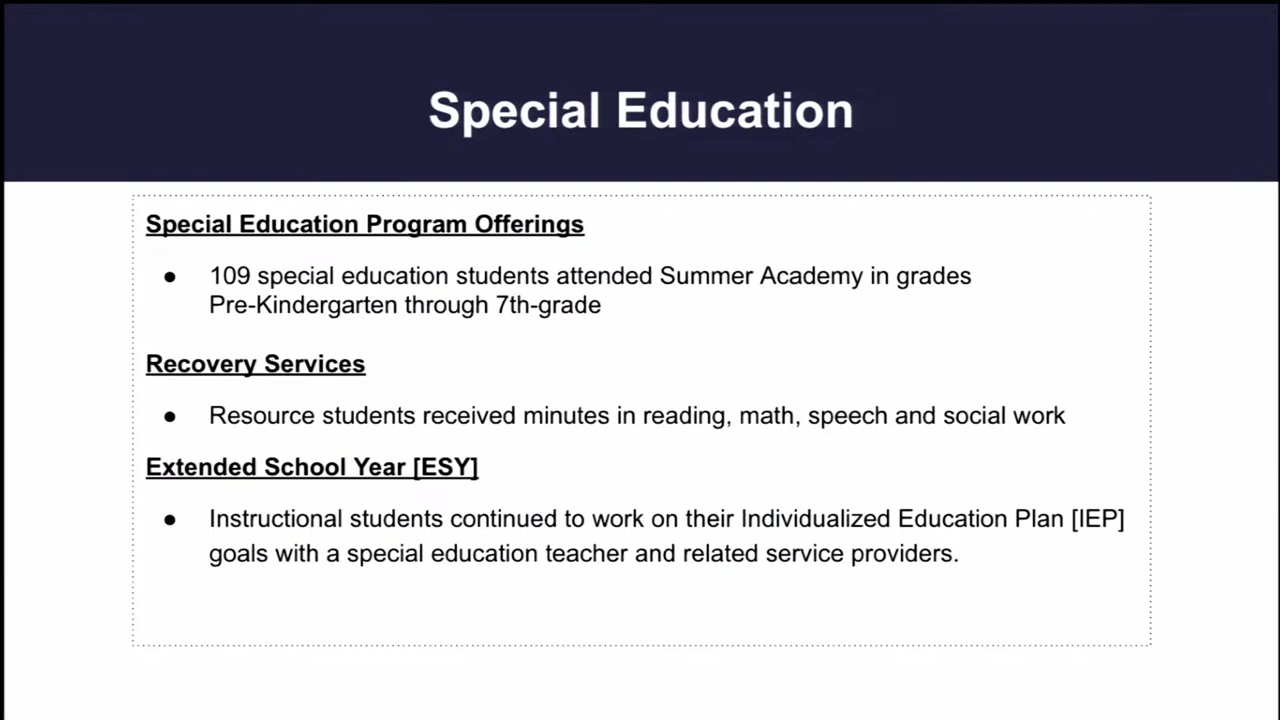 Special Education
Special Education Program Offerings
● 109 special education students attended Summer Academy in grades
Pre-Kindergarten through 7th-grade
Recovery Services
● Resource students received minutes in reading, math, speech and social work
Extended School Year [ESY]
● Instructional students continued to work on their Individualized Education Plan [IEP]
goals with a special education teacher and related service providers.